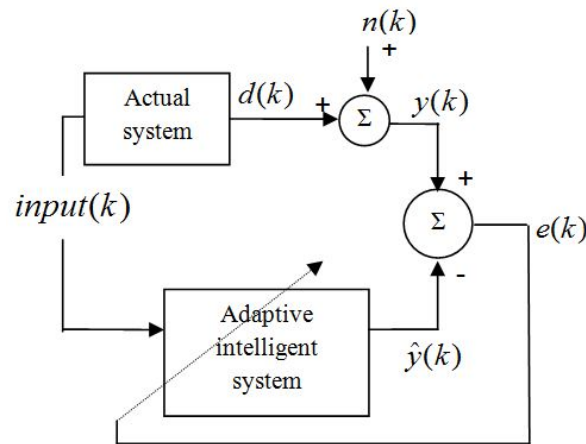 n(k)
+
Actual
system
d(k)
+
Σ
y(k)
input(k)
+
Σ
e(k)
-
Adaptive
intelligent
system
ŷ(k)